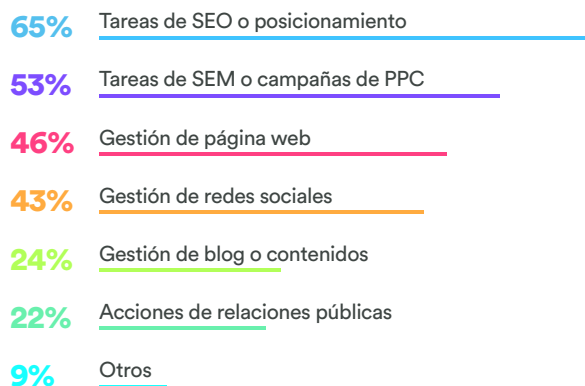 65% Tareas de SEO o posicionamiento
53% Tareas de SEM o campañas de PPC
46% Gestión de página web
43% Gestión de redes sociales
24% Gestión de blog o contenidos
22% Acciones de relaciones públicas
9% Otros